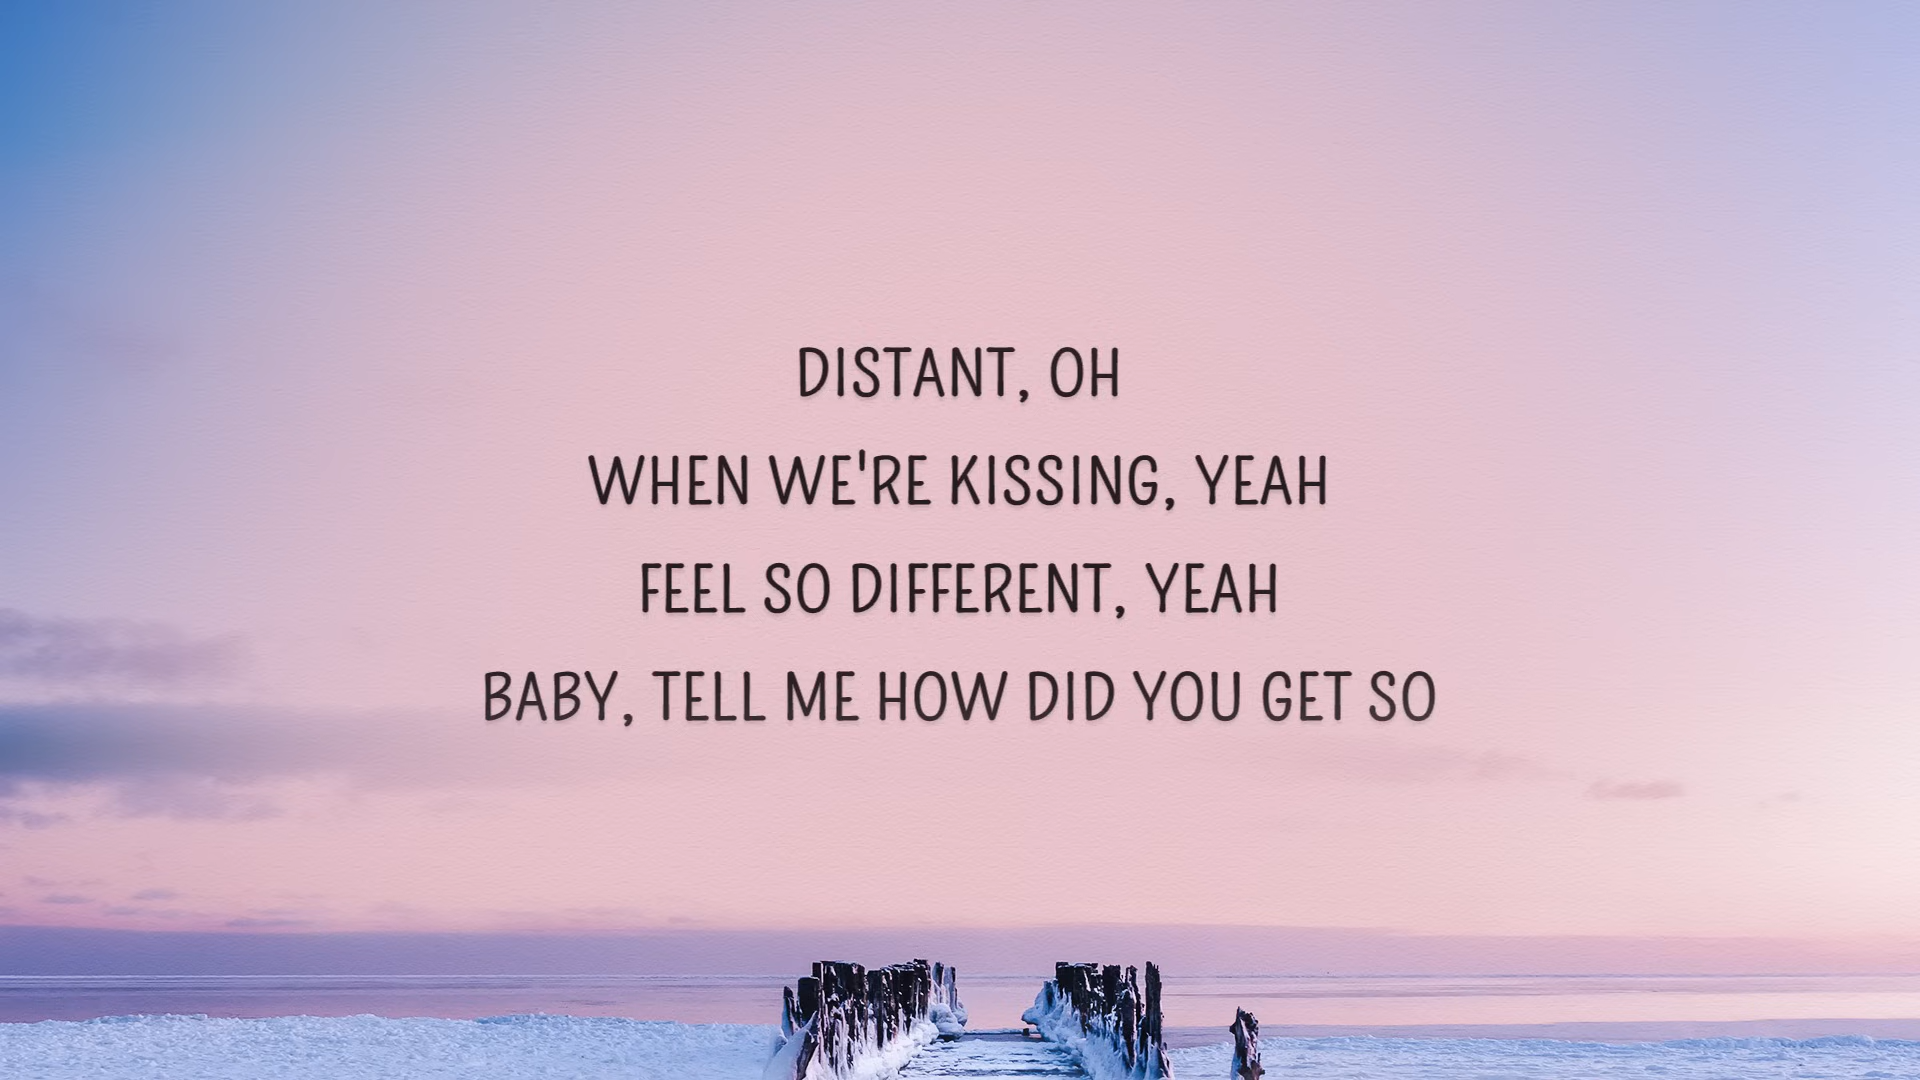 DISTANT, OH
WHEN WE'RE KISSING, YEAH
FEEL SO DIFFERENT, YEAH
BABY, TELL ME HOW DID YOU GET SO